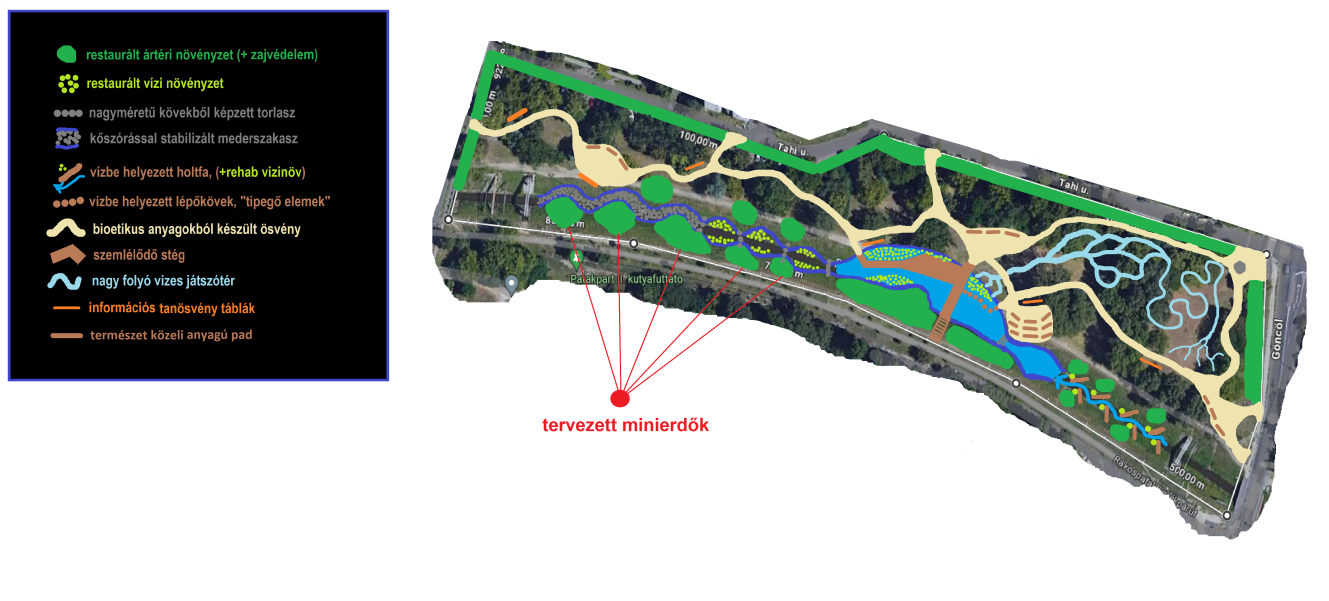 restaurált ártéri növényzet (+ zajvédelem)
restaurált vízi növényzet
nagyméretű kövekből képzett torlasz
kőszórással stabilizált mederszakasz
vízbe helyezett holtfa, (+rehab vizinöv)
vízbe helyezett lépőkövek, "tipegő elemek"
bioetikus anyagokból készült ösvény
szemlélődő stég
nagy folyó vizes játszótér
információs tanösvény táblák
természet közeli anyagú pad
100,00 m
Tahi u.
Tahi u.
Göncöl
Patakpart II. kutyafuttató
500,00 m
tervezett minierdők